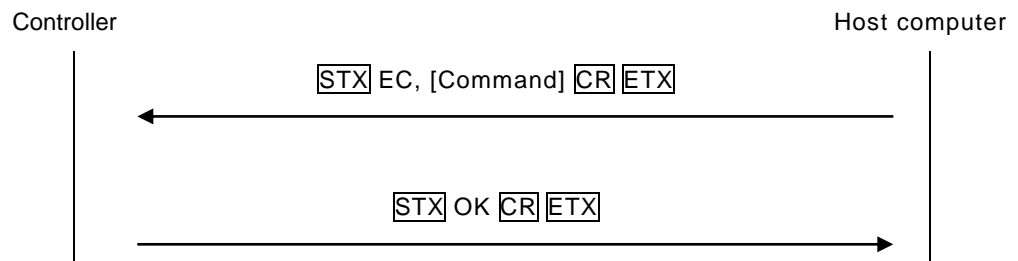 Controller Host computer
STX EC, [Command] CR ETX
STX OK CR ETX